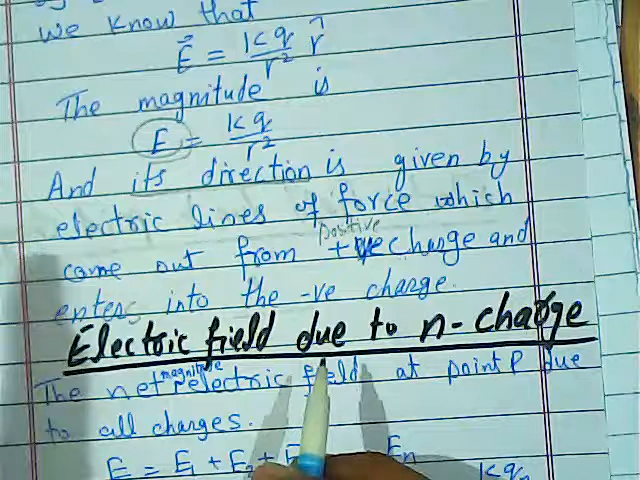 We know that
E⃗ = Kq/r² r̂
The magnitude is
E = Kq/r²
And its direction is given by
electric lines of force which
positive
came out from +ve charge and
enters into the -ve charge.
Electric field due to n-charge
magnitude
The net electric field at point P due
to all charges.
E = E₁ + E₂ + E Eₙ